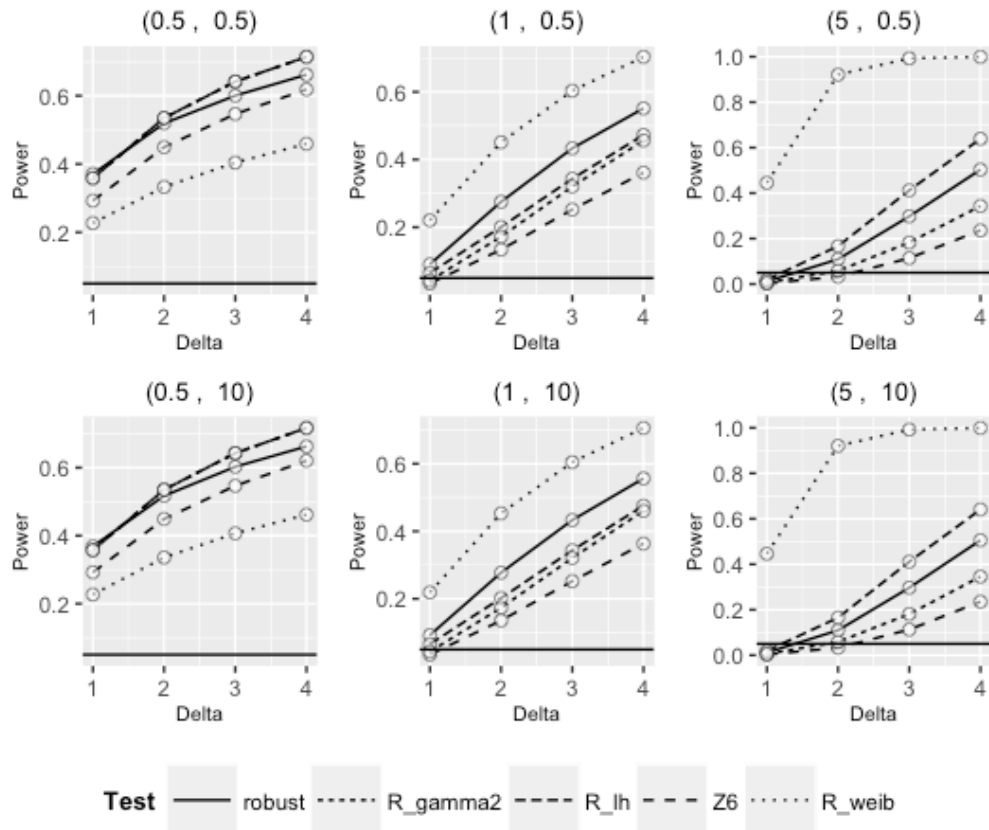 (0.5 , 0.5)
(1 , 0.5)
(5 , 0.5)
Power
0.6
0.4
0.2
1
2
3
4
Delta
Power
0.6
0.4
0.2
1
2
3
4
Delta
Power
1.0
0.8
0.6
0.4
0.2
0.0
1
2
3
4
Delta
(0.5 , 10)
(1 , 10)
(5 , 10)
Power
0.6
0.4
0.2
1
2
3
4
Delta
Power
0.6
0.4
0.2
1
2
3
4
Delta
Power
1.0
0.8
0.6
0.4
0.2
0.0
1
2
3
4
Delta
Test robust R_gamma2 R_lh Z6 R_weib